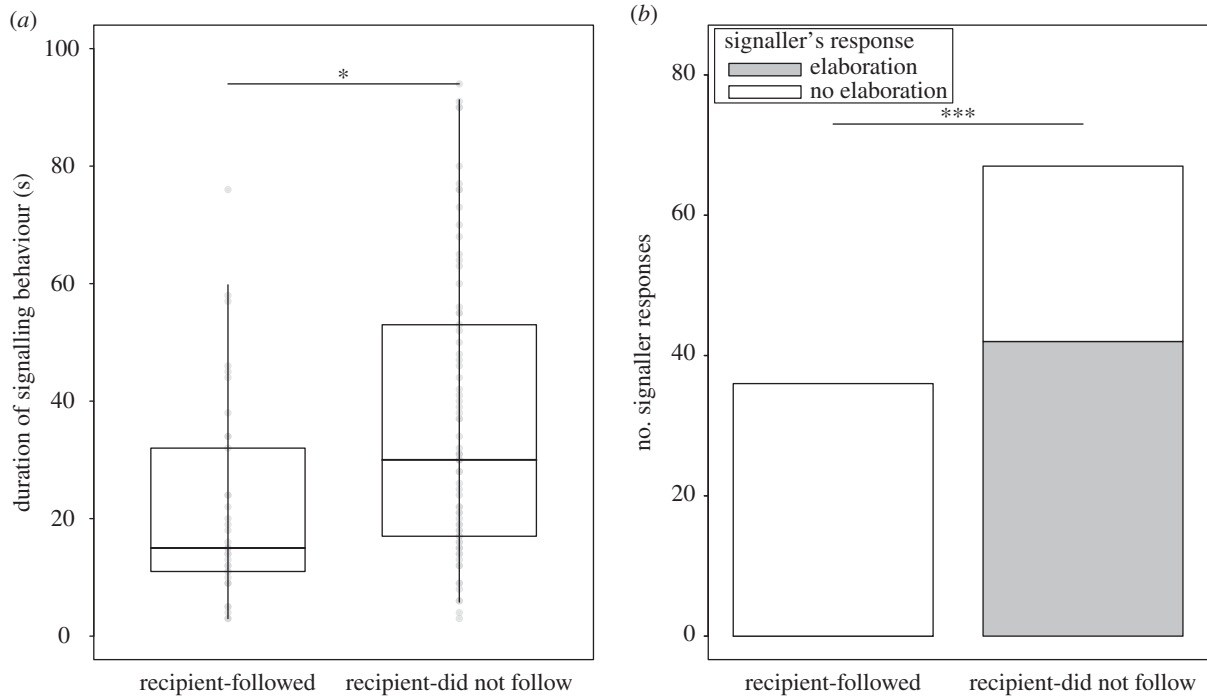 (a)
100
80
60
40
20
0
duration of signalling behaviour (s)
*
recipient-followed
recipient-did not follow
(b)
signaller's response
elaboration
no elaboration
***
80
60
40
20
0
no. signaller responses
recipient-followed
recipient-did not follow